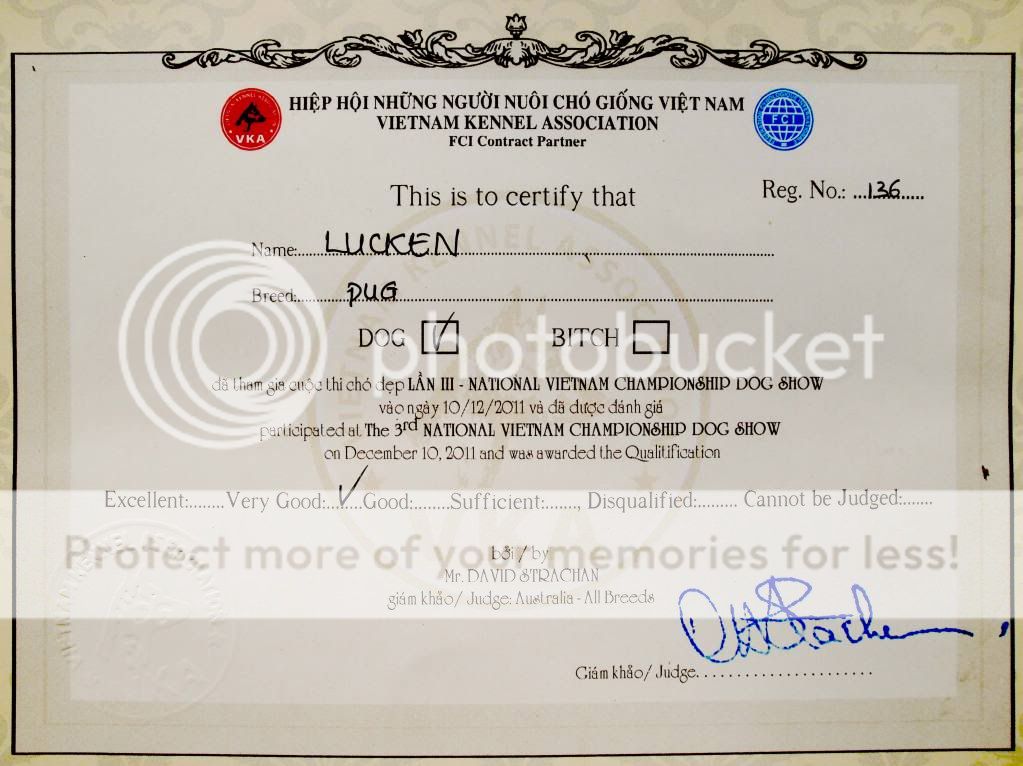 HIỆP HỘI NHỮNG NGƯỜI NUÔI CHÓ GIỐNG VIỆT NAM
VIETNAM KENNEL ASSOCIATION
FCI Contract Partner
VKA
FCI
This is to certify that
Reg. No.: ...136.....
Name:...LUCKEN...
Breed:...PUG...
DOG ☑ BITCH ☐
photobucket
đã tham gia cuộc thi chó đẹp LẦN III - NATIONAL VIETNAM CHAMPIONSHIP DOG SHOW
vào ngày 10/12/2011 và đã được đánh giá
participated at The 3rd NATIONAL VIETNAM CHAMPIONSHIP DOG SHOW
on December 10, 2011 and was awarded the Qualitification
Excellent:........Very Good:..✓....Good:........Sufficient:......., Disqualified:......... Cannot be Judged:.......
Protect more of your memories for less!
bởi / by
Mr. DAVID STRACHAN
giám khảo/ Judge: Australia - All Breeds
Giám khảo/ Judge......................